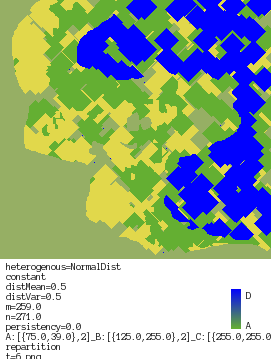 heterogenous=NormalDist
constant
distMean=0.5
distVar=0.5
m=259.0
n=271.0
D
persistency=0.0
A
A:[{75.0,39.0},2]_B:[{125.0,255.0},2]_C:[{255.0,255.0
repartition
t=6.png